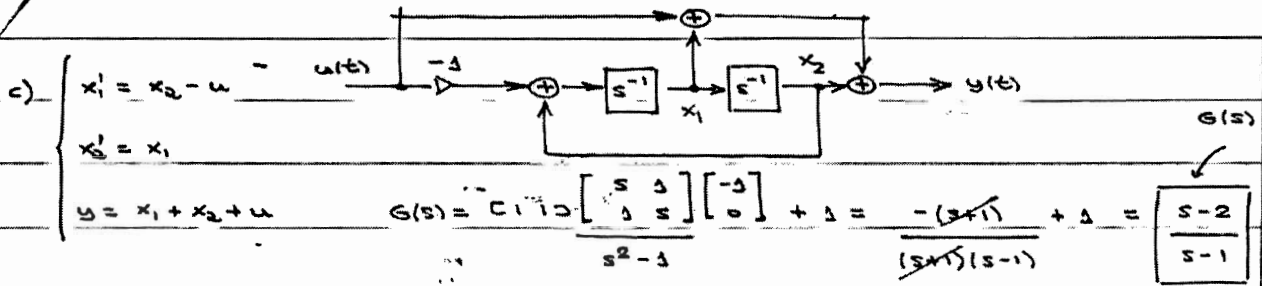 c) x₁' = x₂ - u
x₂' = x₁
y = x₁ + x₂ + u
u(t) -1 + s⁻¹ x₁ s⁻¹ x₂ + y(t)
+
G(s) = [1 1] [s 1; 1 s] [-1; 0] / (s² - 1) + 1 = -(s+1) / (s+1)(s-1) + 1 = s-2 / s-1
G(s)